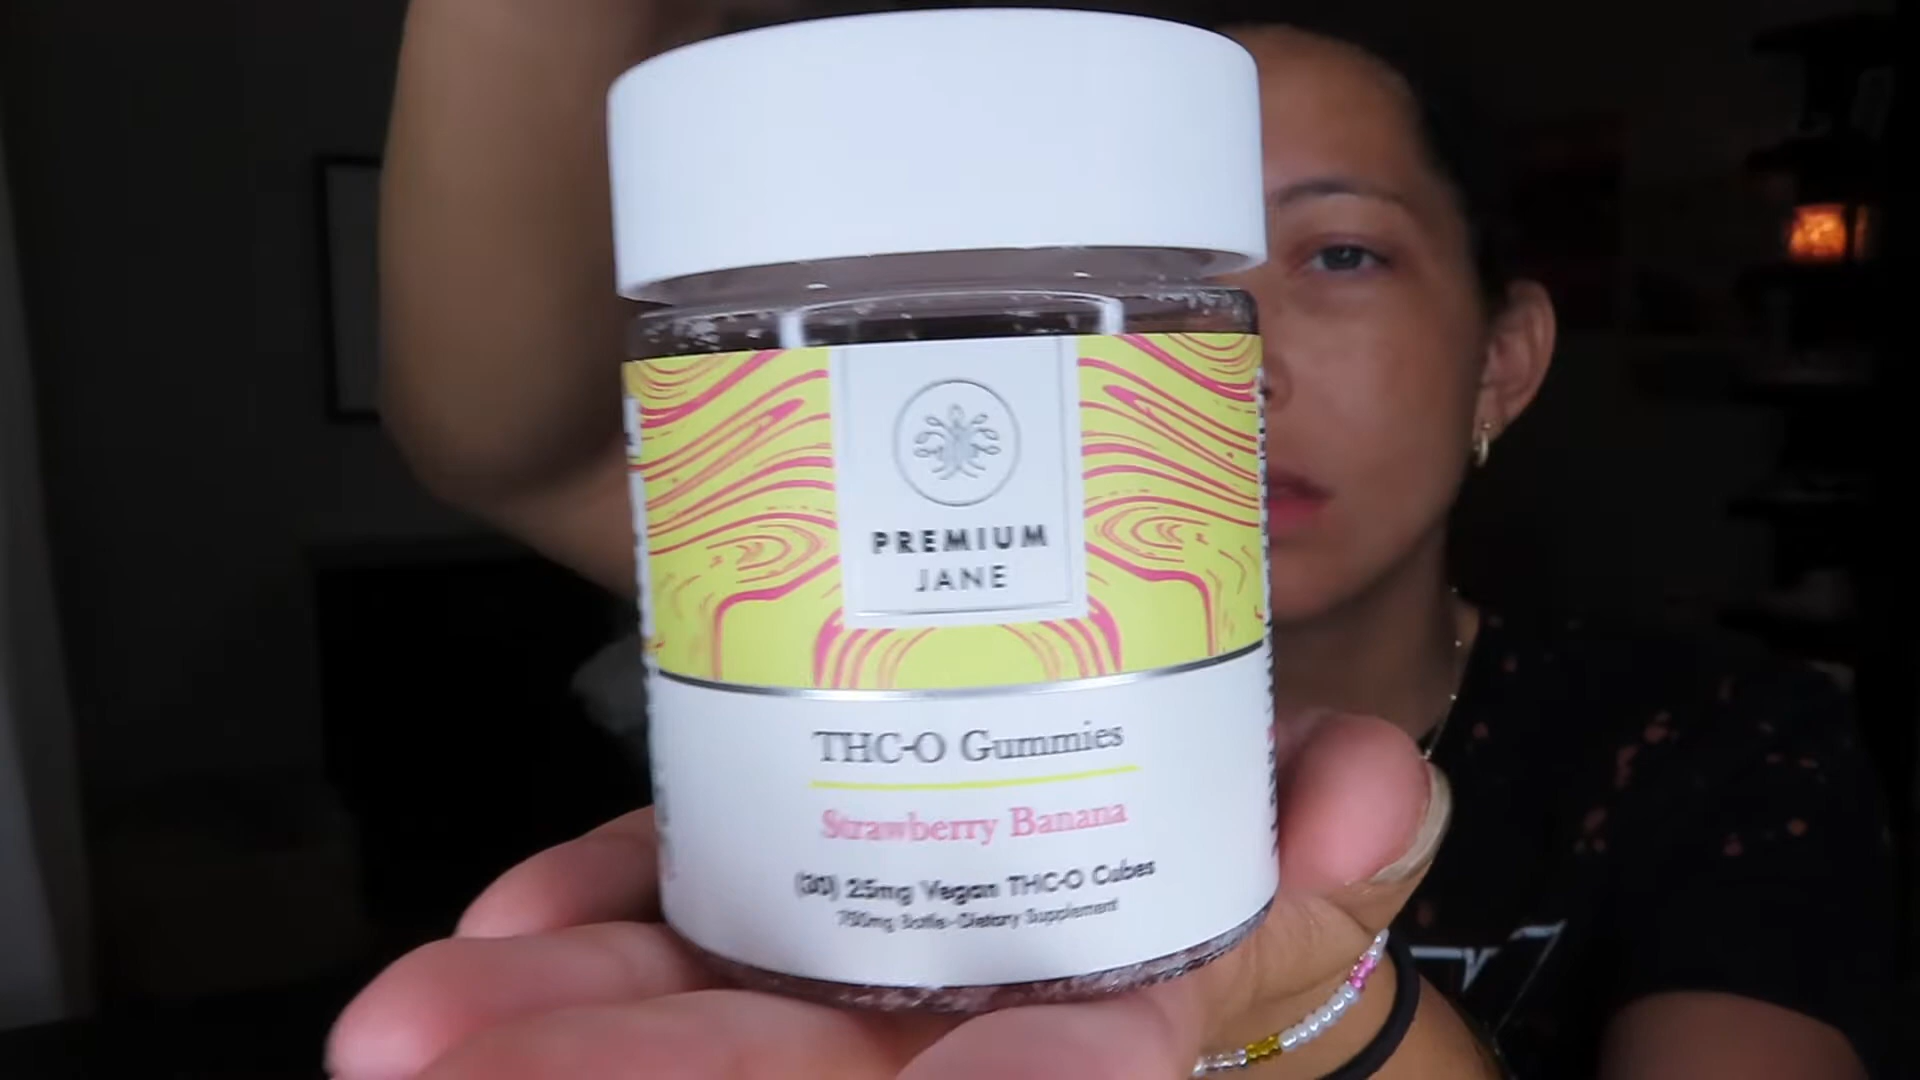 PREMIUM
JANE
THC-O Gummies
Strawberry Banana
(30) 25mg Vegan THC-O Cubes
750mg Bottle - Dietary Supplement